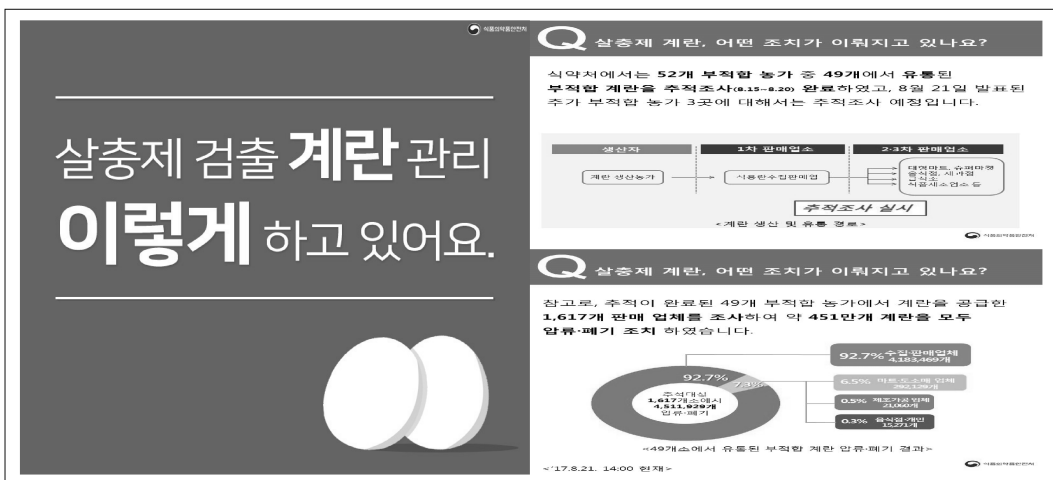 식품의약품안전처
살충제 검출 계란 관리
이렇게 하고 있어요.
Q 살충제 계란, 어떤 조치가 이뤄지고 있나요?
식약처에서는 52개 부적합 농가 중 49개에서 유통된
부적합 계란을 추적조사(8.15~8.20) 완료하였고, 8월 21일 발표된
추가 부적합 농가 3곳에 대해서는 추적조사 예정입니다.
생산자
1차 판매업소
2·3차 판매업소
계란 생산농가
식용란수집판매업
대형마트, 슈퍼마켓
음식점, 제과점
급식소
식품제조업소 등
추적조사 실시
<계란 생산 및 유통 경로>
식품의약품안전처
Q 살충제 계란, 어떤 조치가 이뤄지고 있나요?
참고로, 추적이 완료된 49개 부적합 농가에서 계란을 공급한
1,617개 판매 업체를 조사하여 약 451만개 계란을 모두
압류·폐기 조치 하였습니다.
92.7% 수집·판매업체
4,183,469개
92.7%
7.3%
6.5% 마트·도소매 업체
292,129개
추적대상
1,617개소에서
4,511,929개
압류·폐기
0.5% 제조가공 업체
21,060개
0.3% 음식점·개인
15,271개
<49개소에서 유통된 부적합 계란 압류·폐기 결과>
<'17.8.21. 14:00 현재>
식품의약품안전처